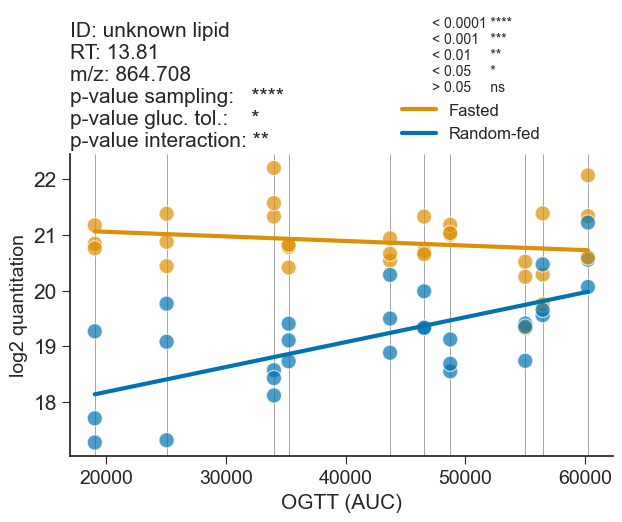 ID: unknown lipid
RT: 13.81
m/z: 864.708
p-value sampling: ****
p-value gluc. tol.: *
p-value interaction: **
< 0.0001 ****
< 0.001 ***
< 0.01 **
< 0.05 *
> 0.05 ns
Fasted
Random-fed
log2 quantitation
22
21
20
19
18
20000 30000 40000 50000 60000
OGTT (AUC)